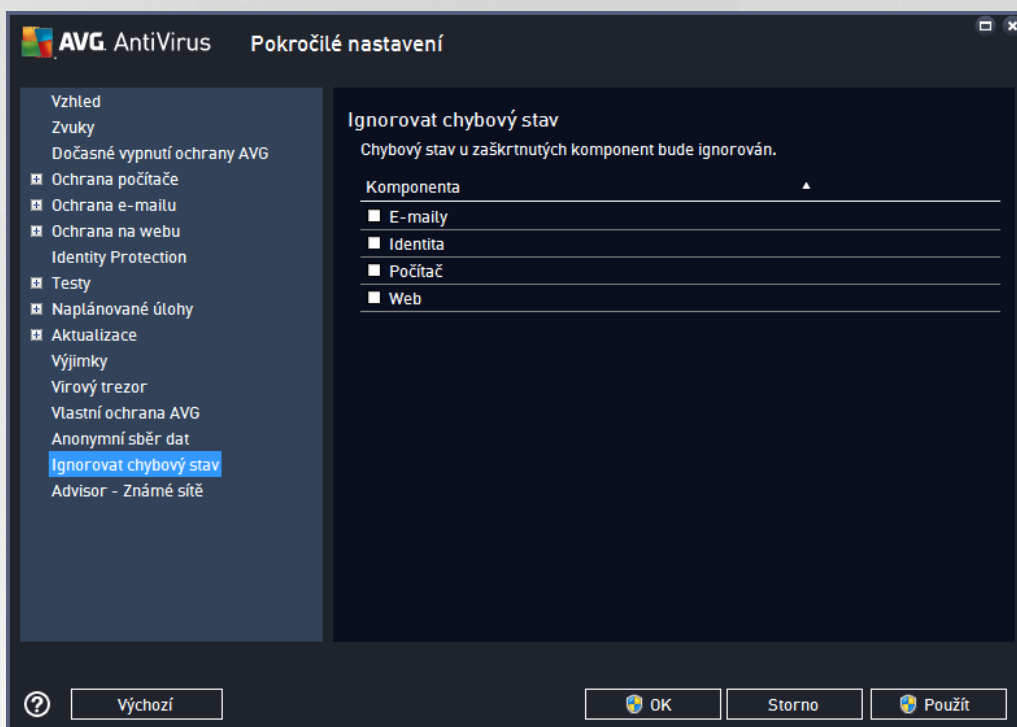 AVG AntiVirus Pokročilé nastavení
Vzhled
Zvuky
Dočasné vypnutí ochrany AVG
Ochrana počítače
Ochrana e-mailu
Ochrana na webu
Identity Protection
Testy
Naplánované úlohy
Aktualizace
Výjimky
Virový trezor
Vlastní ochrana AVG
Anonymní sběr dat
Ignorovat chybový stav
Advisor - Známé sítě
Ignorovat chybový stav
Chybový stav u zaškrtnutých komponent bude ignorován.
Komponenta
E-maily
Identita
Počítač
Web
? Výchozí OK Storno Použít